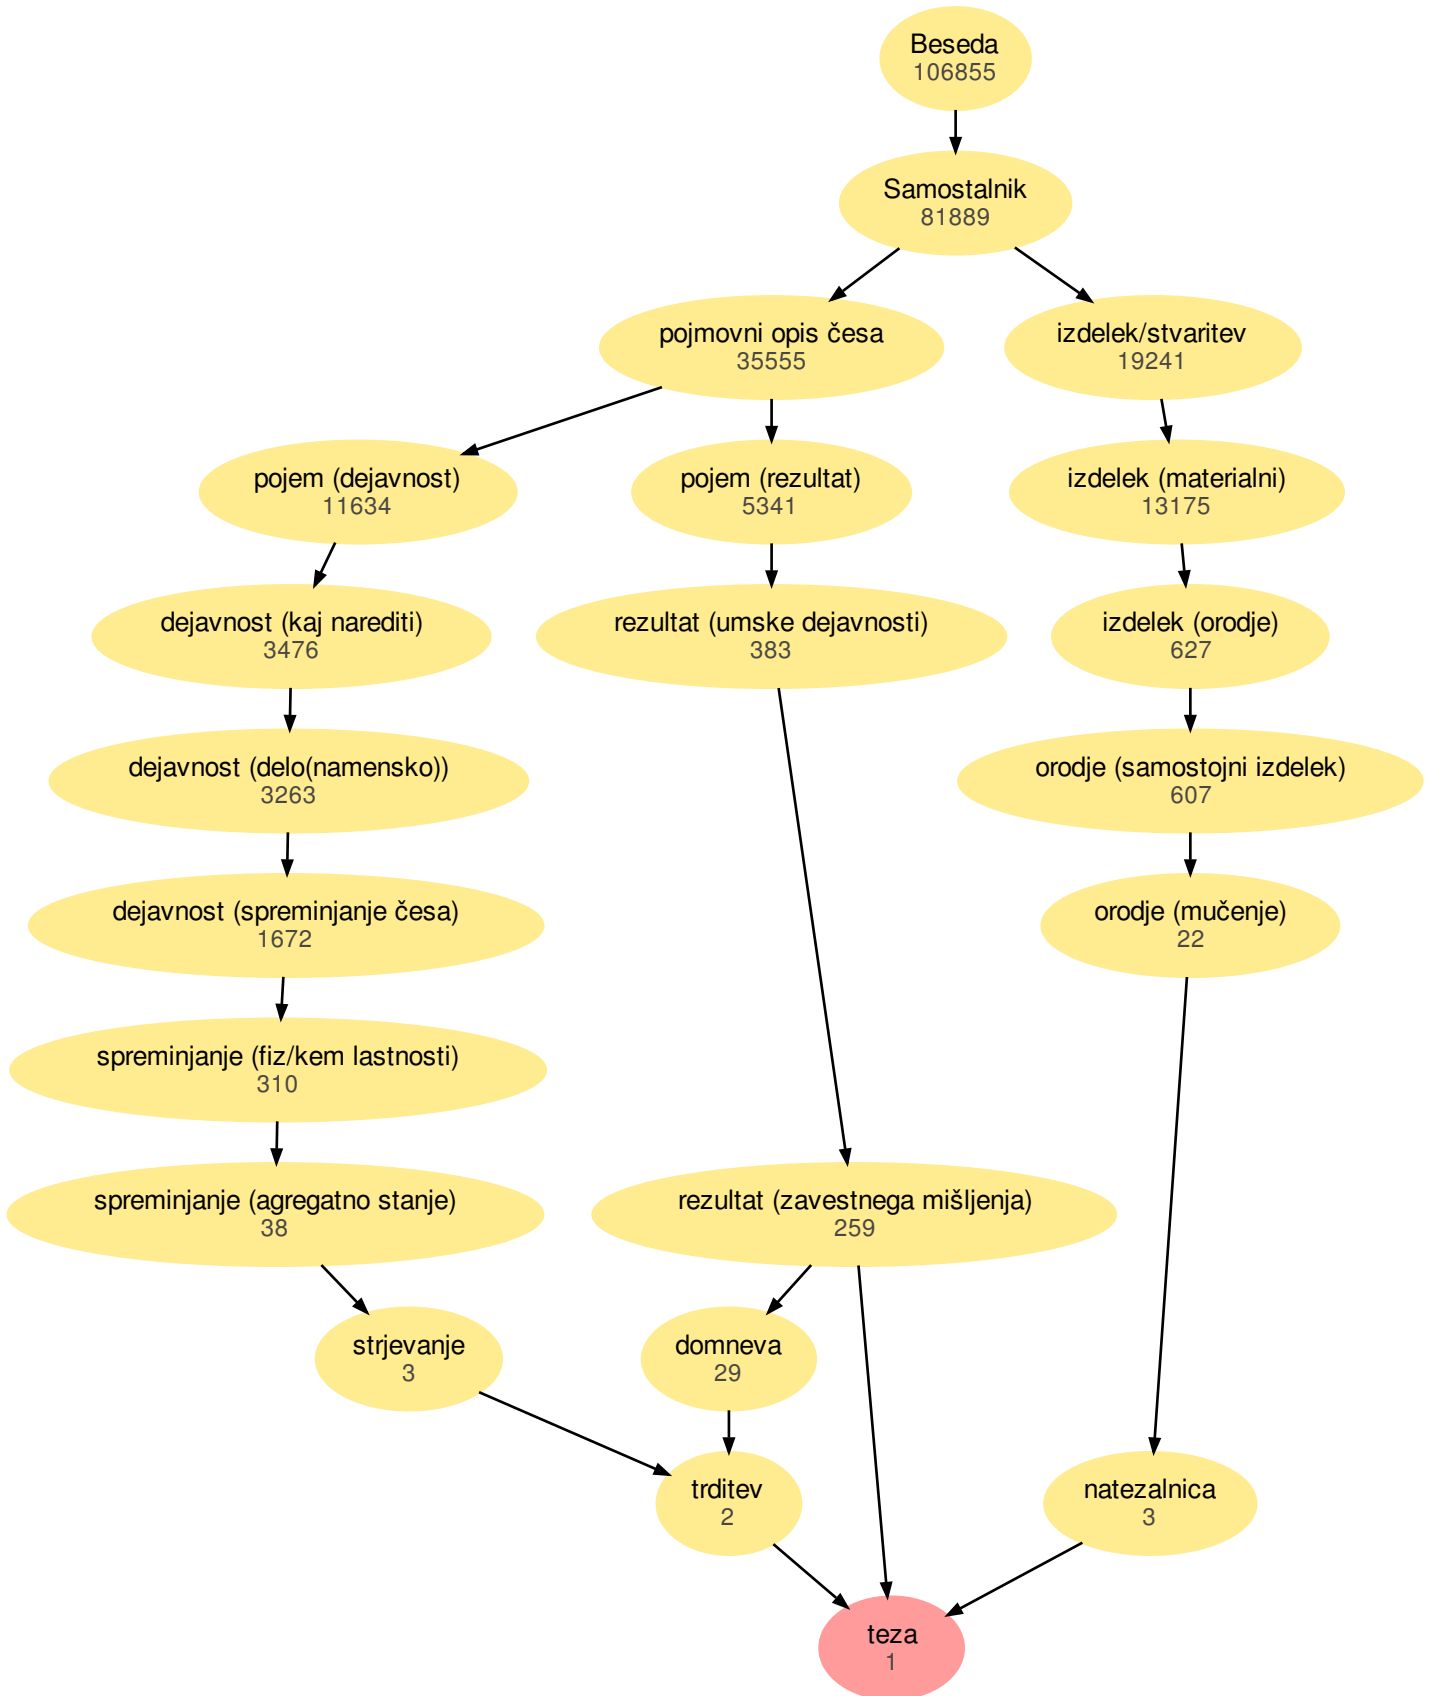 Beseda
106855
Samostalnik
81889
pojmovni opis česa
35555
izdelek/stvaritev
19241
pojem (dejavnost)
11634
pojem (rezultat)
5341
izdelek (materialni)
13175
dejavnost (kaj narediti)
3476
rezultat (umske dejavnosti)
383
izdelek (orodje)
627
dejavnost (delo(namensko))
3263
orodje (samostojni izdelek)
607
dejavnost (spreminjanje česa)
1672
orodje (mučenje)
22
spreminjanje (fiz/kem lastnosti)
310
spreminjanje (agregatno stanje)
38
rezultat (zavestnega mišljenja)
259
strjevanje
3
domneva
29
trditev
2
natezalnica
3
teza
1